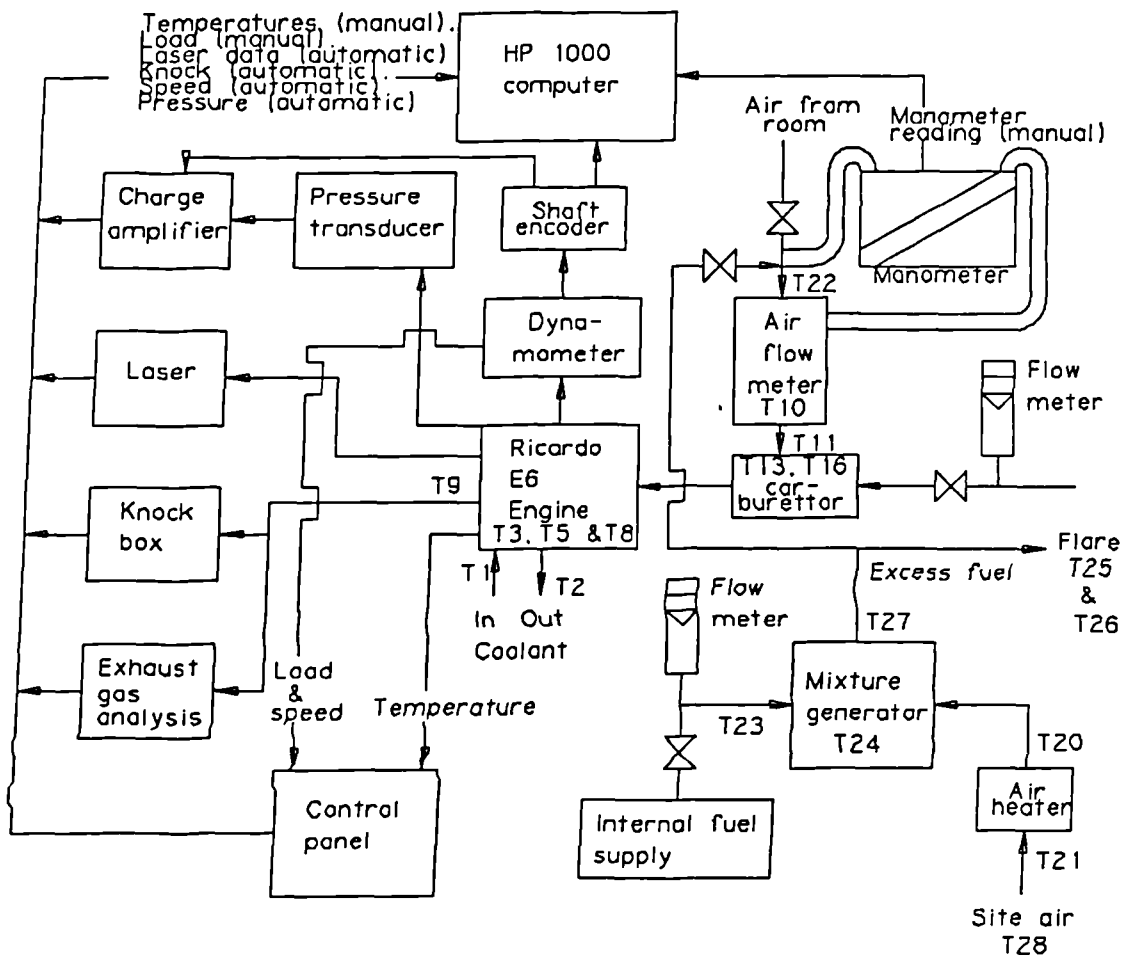 Temperatures (manual).
Load (manual)
Laser data (automatic)
Knock (automatic).
Speed (automatic).
Pressure (automatic)
HP 1000
computer
Air from
room
Manometer
reading (manual)
Charge
amplifier
Pressure
transducer
Shaft
encoder
Manometer
T22
Dyna-
mometer
Air
flow
meter
T10
Laser
Flow
meter
T11
Ricardo
E6
Engine
T3, T5 &T8
T13, T16
car-
burettor
T9
Knock
box
T1
T2
In Out
Coolant
Excess fuel
Flare
T25
&
T26
Flow
meter
T27
Exhaust
gas
analysis
Load
&
speed
Temperature
Mixture
generator
T24
T23
T20
Control
panel
Internal fuel
supply
Air
heater
T21
Site air
T28